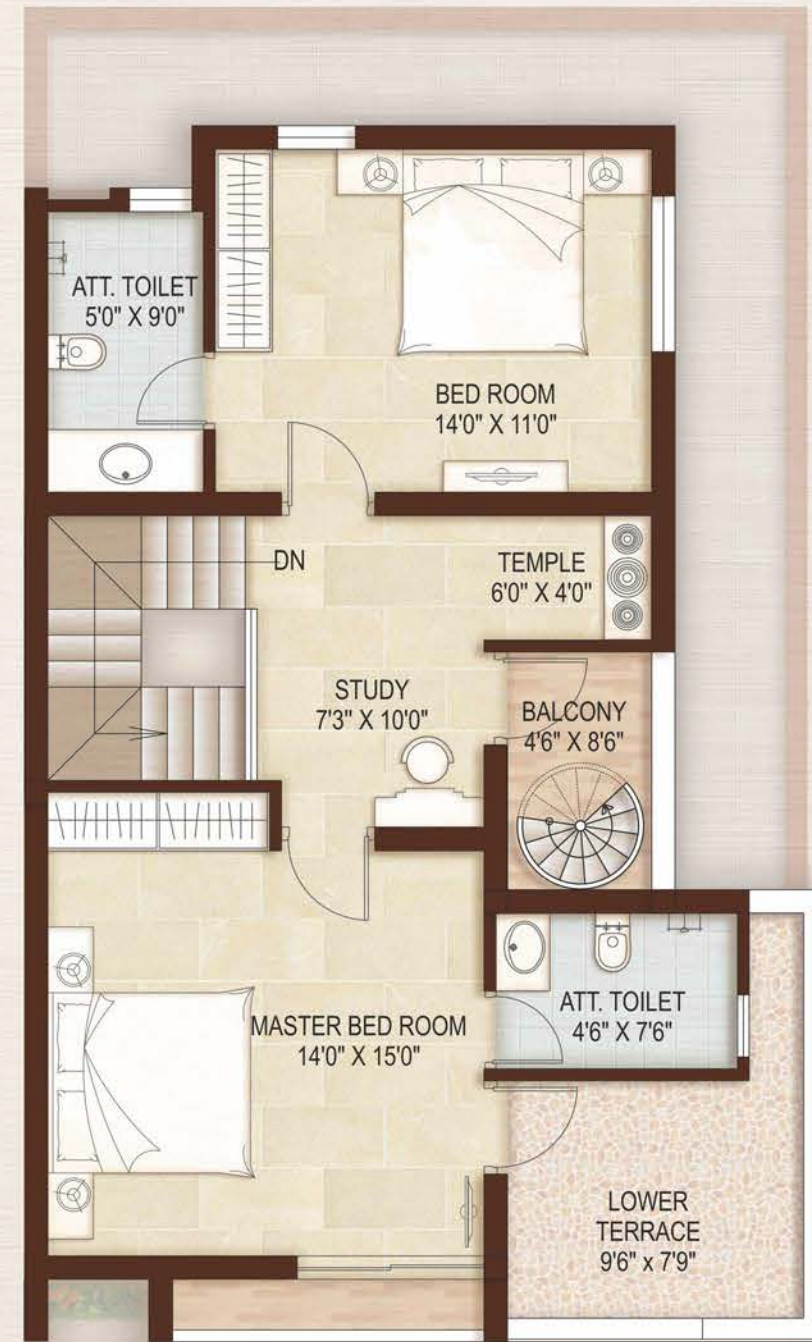 ATT. TOILET
5'0" X 9'0"
BED ROOM
14'0" X 11'0"
DN
TEMPLE
6'0" X 4'0"
STUDY
7'3" X 10'0"
BALCONY
4'6" X 8'6"
MASTER BED ROOM
14'0" X 15'0"
ATT. TOILET
4'6" X 7'6"
LOWER
TERRACE
9'6" x 7'9"